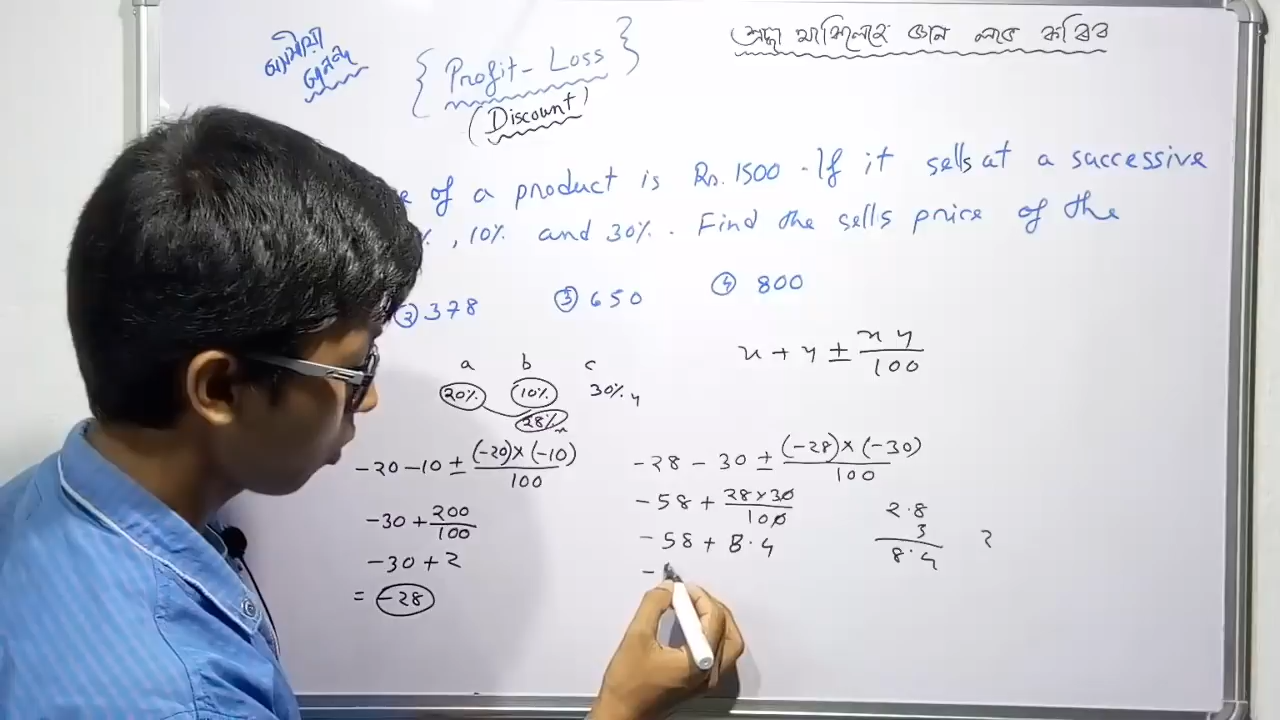 { Profit - Loss }
( Discount )
of a product is Rs. 1500 . If it sells at a successive
%, 10% and 30%. Find the sells price of the
② 378 ③ 650 ④ 800
x + y ± xy/100
a b c
20% 10% 30% y
28% x
-20 -10 ± (-20)×(-10)/100
-30 + 200/100
-30 + 2
= -28
-28 - 30 ± (-28)×(-30)/100
-58 + 28×30/100
-58 + 8.4
-
2.8
3
8.4
2